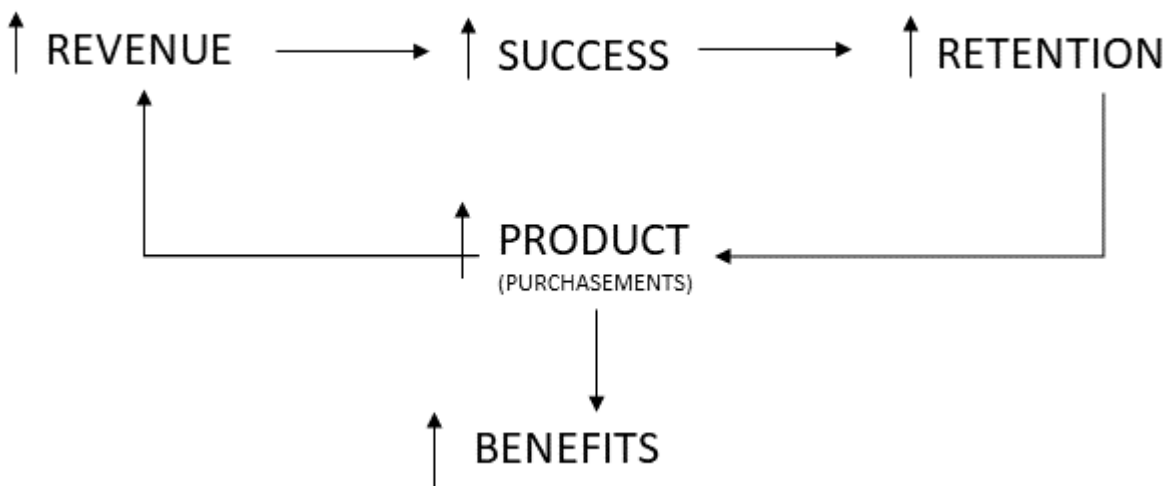 REVENUE
SUCCESS
RETENTION
PRODUCT
(PURCHASEMENTS)
BENEFITS